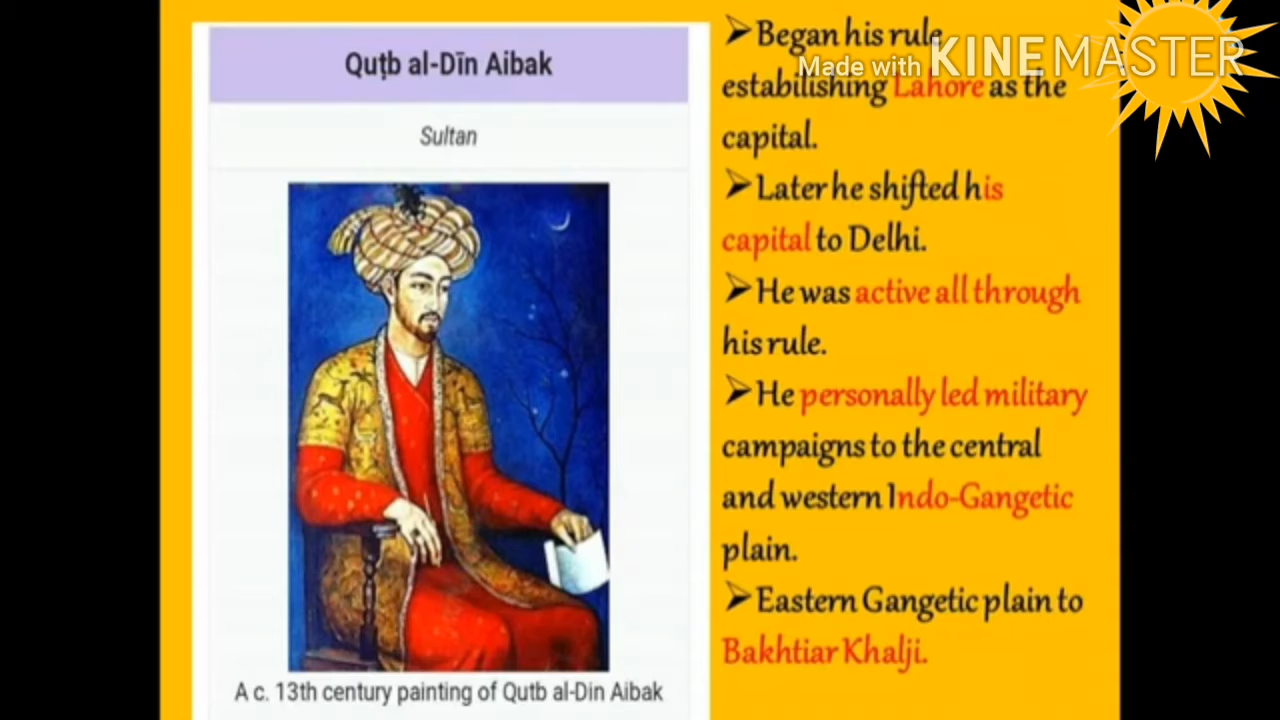 Quṭb al-Dīn Aibak
Sultan
A c. 13th century painting of Qutb al-Din Aibak
➢Began his rule
estabilishing Lahore as the
capital.
➢Later he shifted his
capital to Delhi.
➢He was active all through
his rule.
➢He personally led military
campaigns to the central
and western Indo-Gangetic
plain.
➢Eastern Gangetic plain to
Bakhtiar Khalji.
Made with KINEMASTER